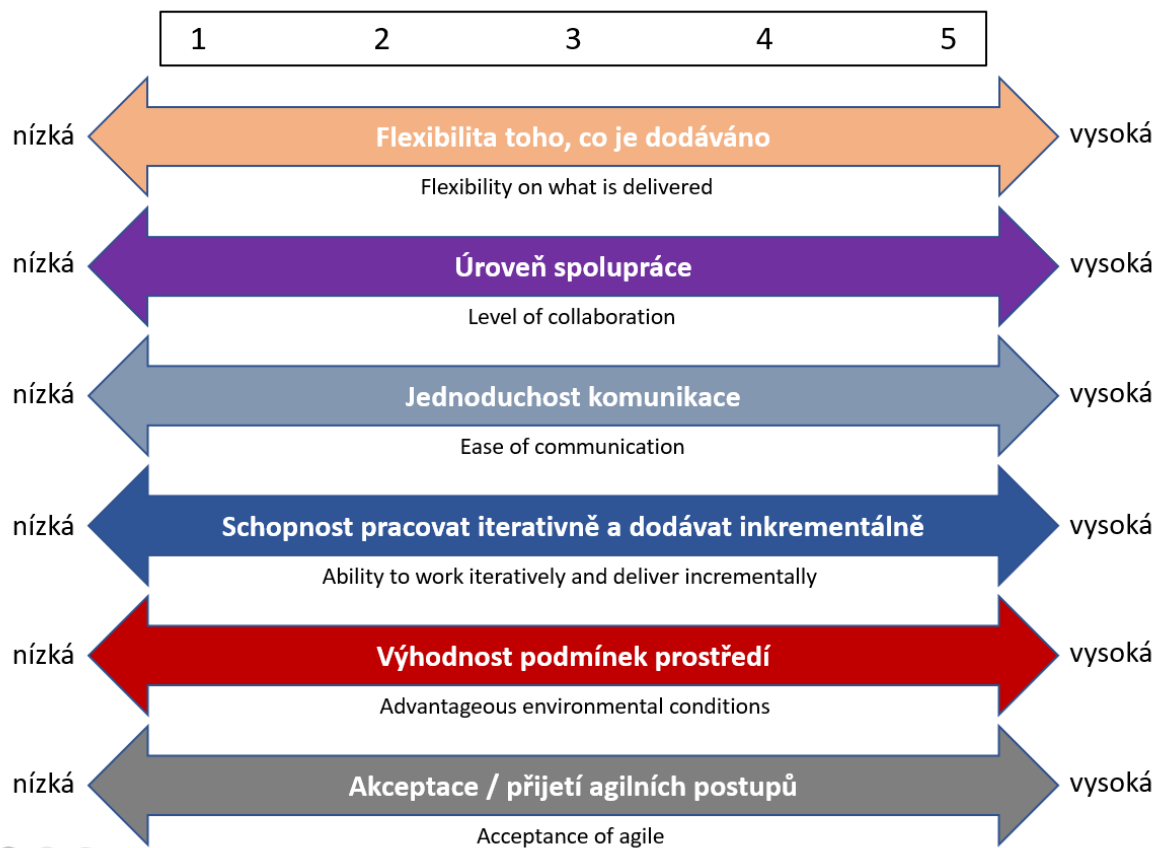 1 2 3 4 5
nízká Flexibilita toho, co je dodáváno vysoká
Flexibility on what is delivered
nízká Úroveň spolupráce vysoká
Level of collaboration
nízká Jednoduchost komunikace vysoká
Ease of communication
nízká Schopnost pracovat iterativně a dodávat inkrementálně vysoká
Ability to work iteratively and deliver incrementally
nízká Výhodnost podmínek prostředí vysoká
Advantageous environmental conditions
nízká Akceptace / přijetí agilních postupů vysoká
Acceptance of agile